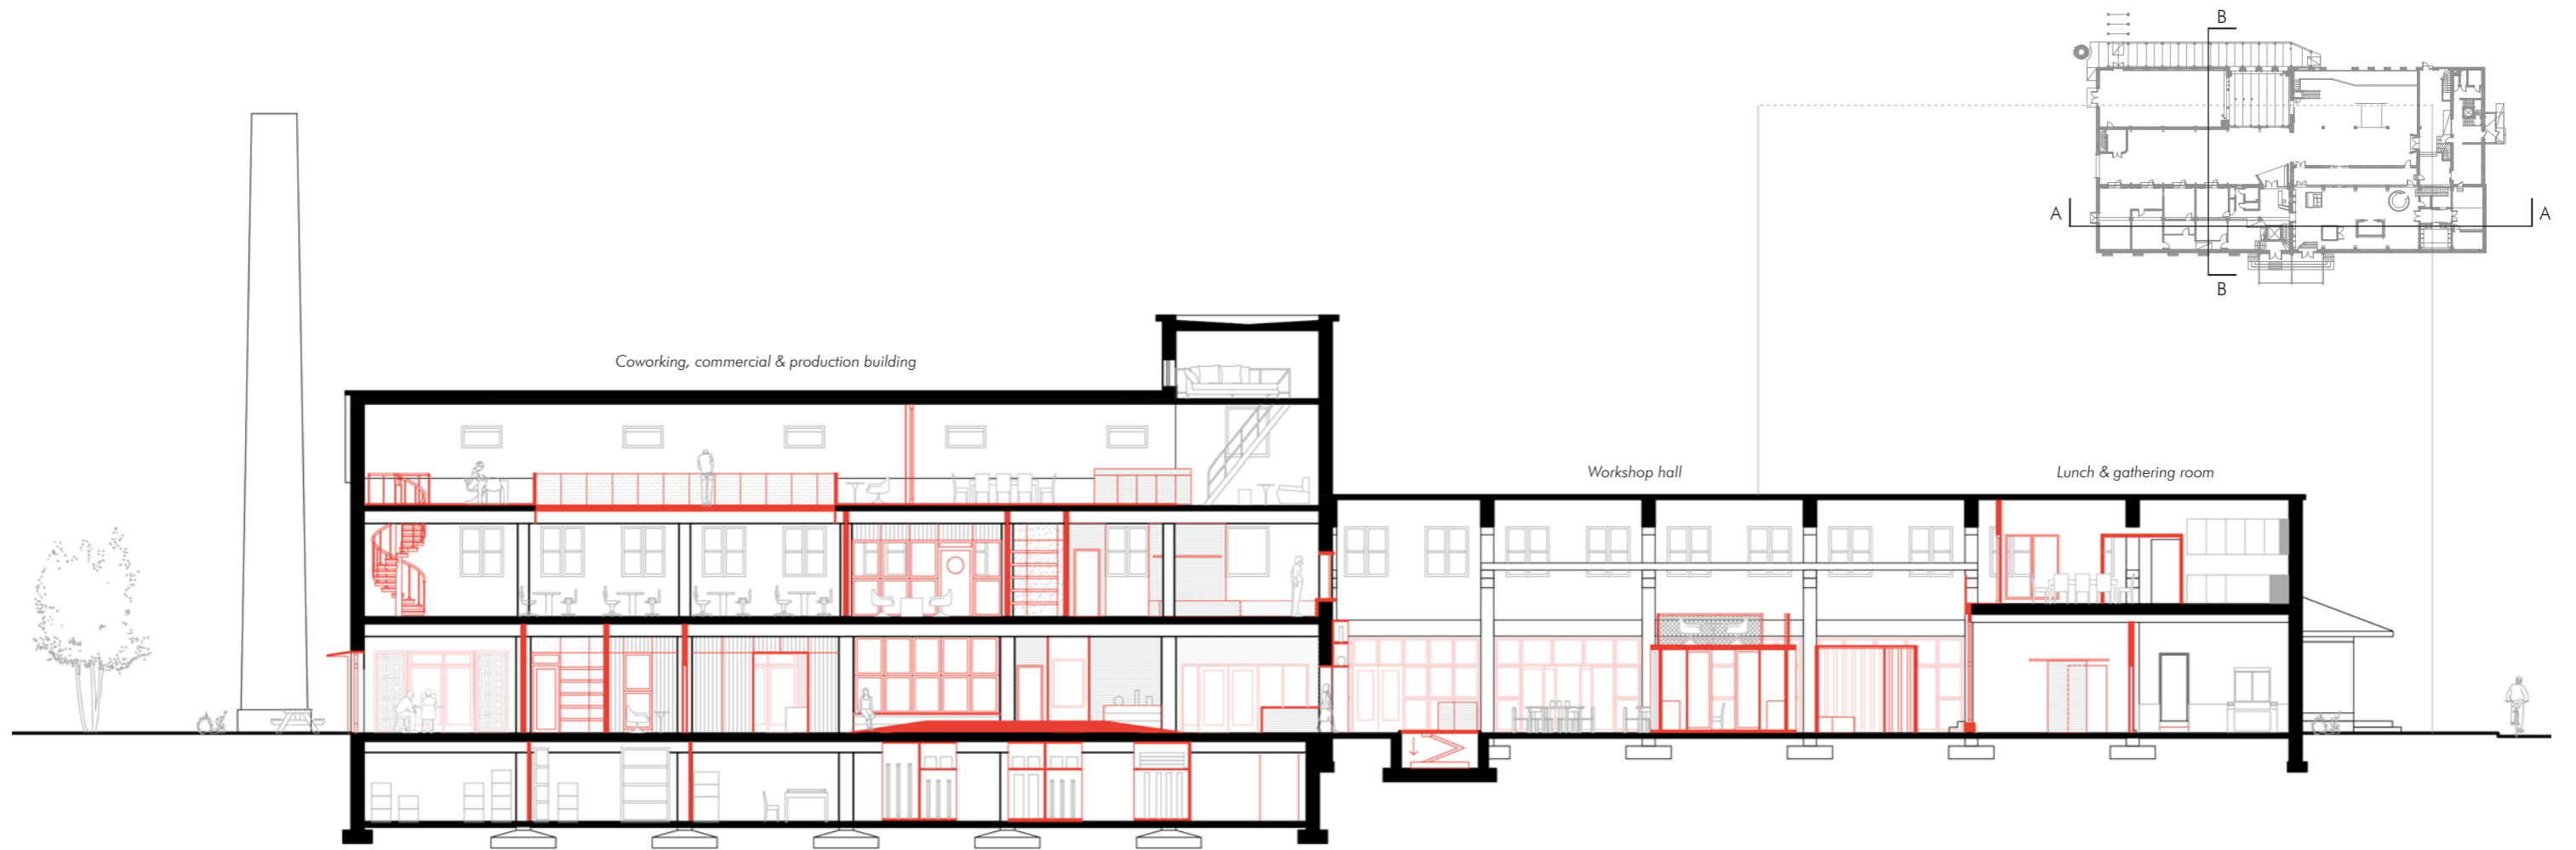 B
A
A
B
Coworking, commercial & production building
Workshop hall
Lunch & gathering room